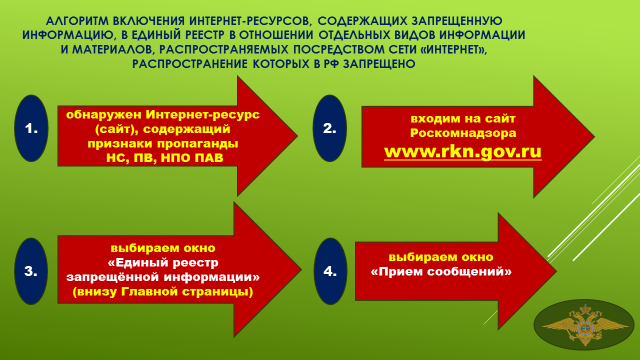 АЛГОРИТМ ВКЛЮЧЕНИЯ ИНТЕРНЕТ-РЕСУРСОВ, СОДЕРЖАЩИХ ЗАПРЕЩЕННУЮ
ИНФОРМАЦИЮ, В ЕДИНЫЙ РЕЕСТР В ОТНОШЕНИИ ОТДЕЛЬНЫХ ВИДОВ ИНФОРМАЦИИ
И МАТЕРИАЛОВ, РАСПРОСТРАНЯЕМЫХ ПОСРЕДСТВОМ СЕТИ «ИНТЕРНЕТ»,
РАСПРОСТРАНЕНИЕ КОТОРЫХ В РФ ЗАПРЕЩЕНО
1.
обнаружен Интернет-ресурс
(сайт), содержащий
признаки пропаганды
НС, ПВ, НПО ПАВ
2.
входим на сайт
Роскомнадзора
www.rkn.gov.ru
3.
выбираем окно
«Единый реестр
запрещённой информации»
(внизу Главной страницы)
4.
выбираем окно
«Прием сообщений»